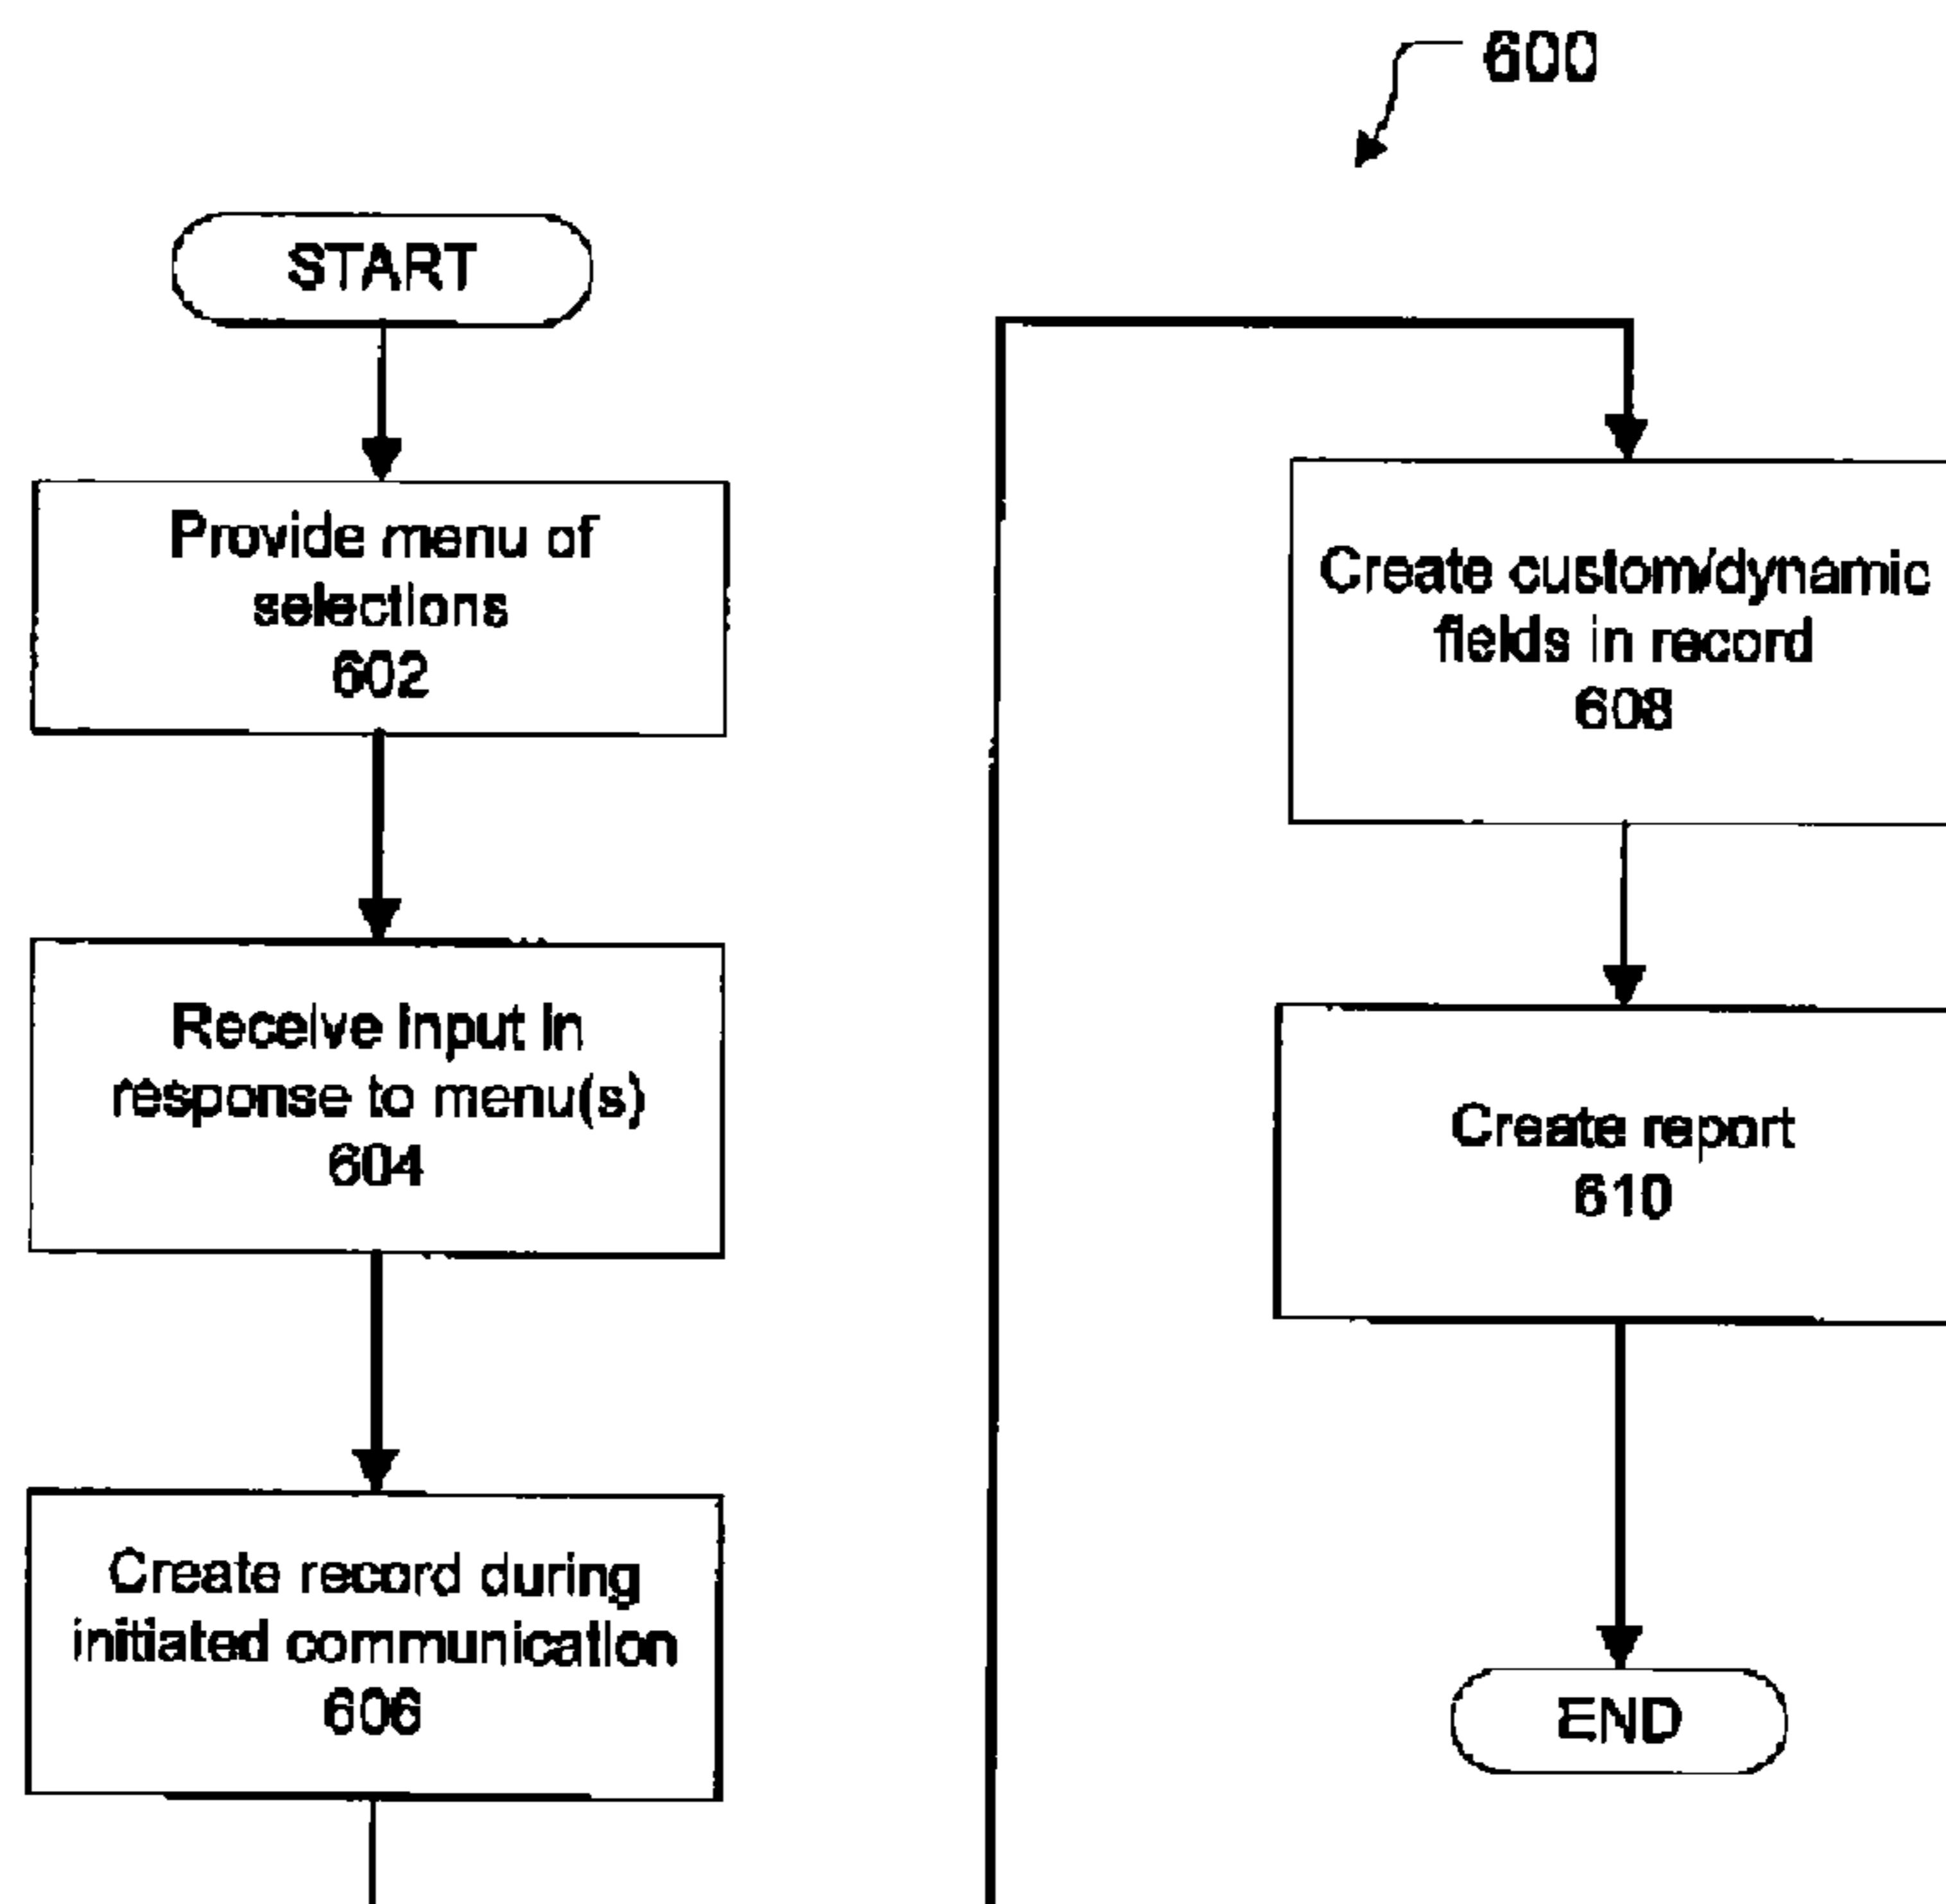 600
START
Provide menu of
selections
602
Receive input in
response to menu(s)
604
Create record during
initiated communication
606
Create custom/dynamic
fields in record
608
Create report
610
END